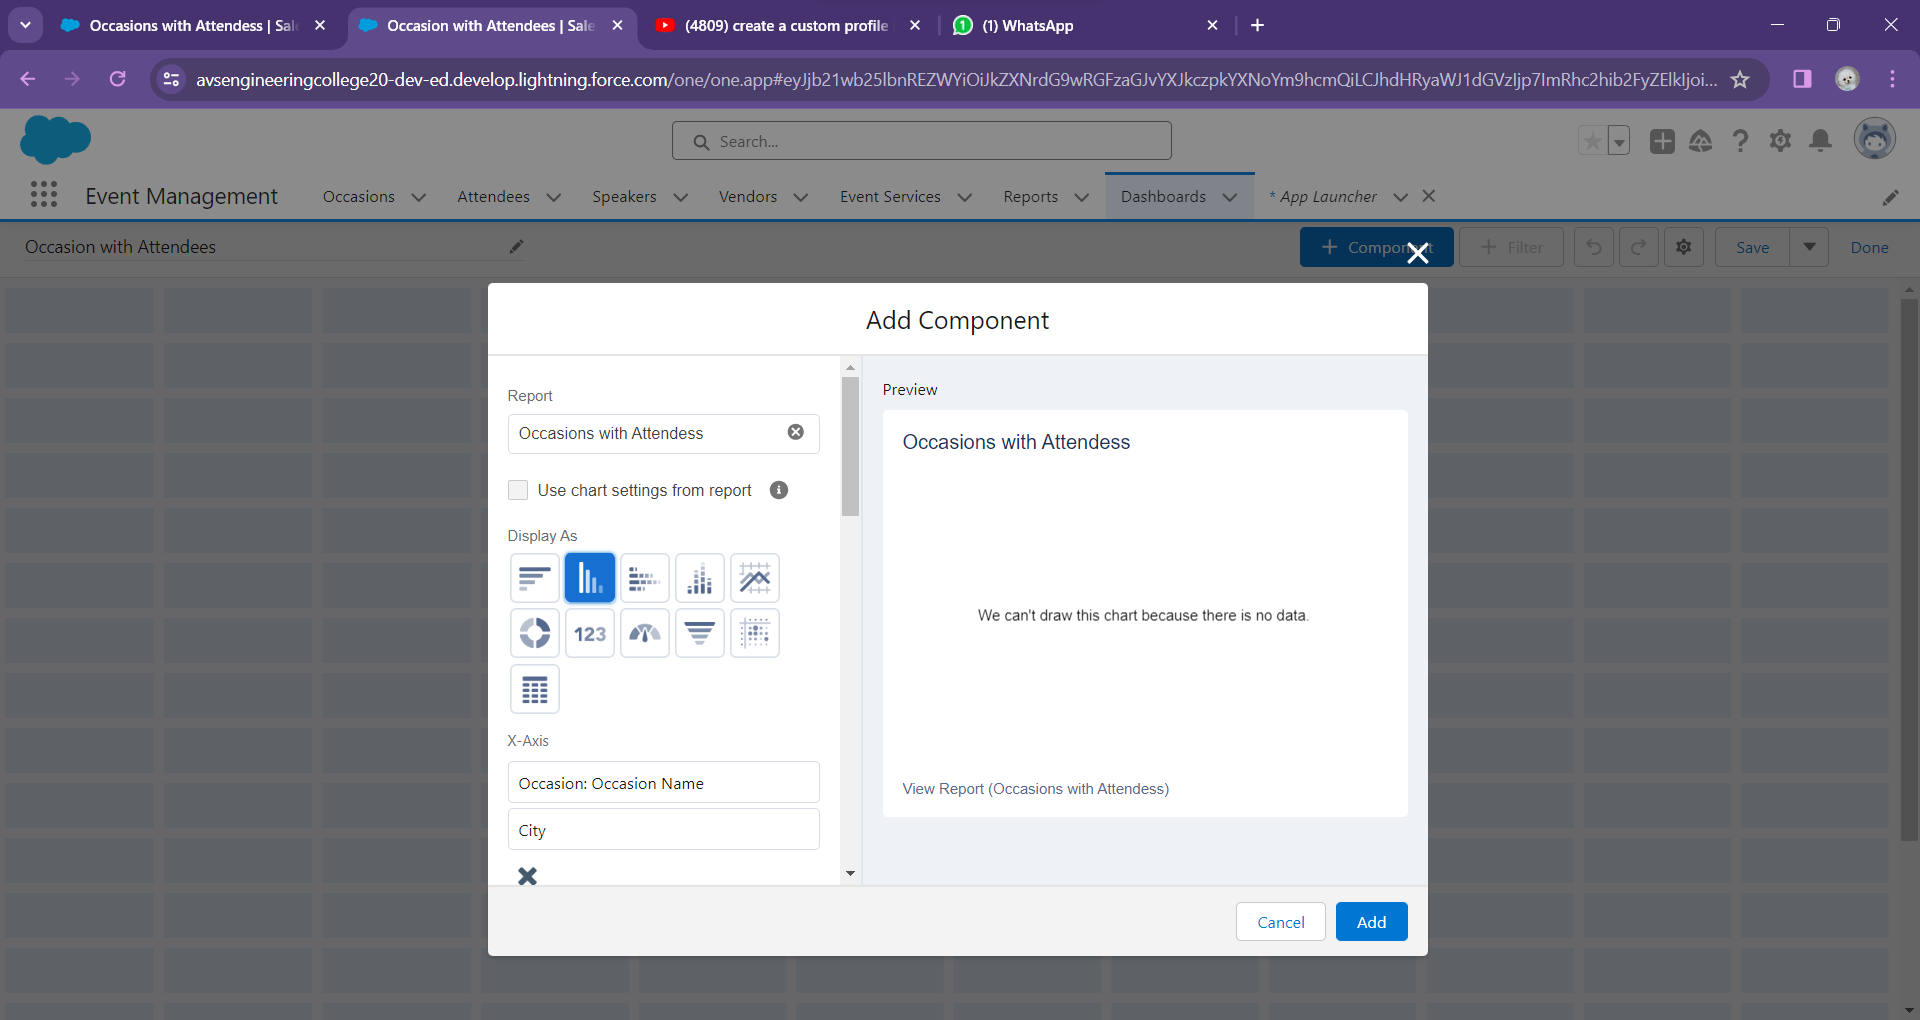 Occasions with Attendess | Sal
Occasion with Attendees | Sale
(4809) create a custom profile
(1) WhatsApp
avsengineeringcollege20-dev-ed.develop.lightning.force.com/one/one.app#eyJjb21wb25lbnREZWYiOiJkZXNrdG9wRGFzaGJvYXJkczpkYXNoYm9hcmQiLCJhdHRyaWJ1dGVzIjp7ImRhc2hib2FyZElkIjoi...
Search...
Event Management
Occasions
Attendees
Speakers
Vendors
Event Services
Reports
Dashboards
* App Launcher
Occasion with Attendees
+ Component
+ Filter
Save
Done
Add Component
Report
Occasions with Attendess
Use chart settings from report
Display As
123
X-Axis
Occasion: Occasion Name
City
Preview
Occasions with Attendess
We can't draw this chart because there is no data.
View Report (Occasions with Attendess)
Cancel
Add